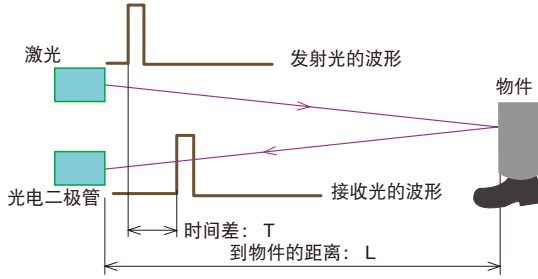 激光
发射光的波形
物件
光电二极管
接收光的波形
时间差: T
到物件的距离: L